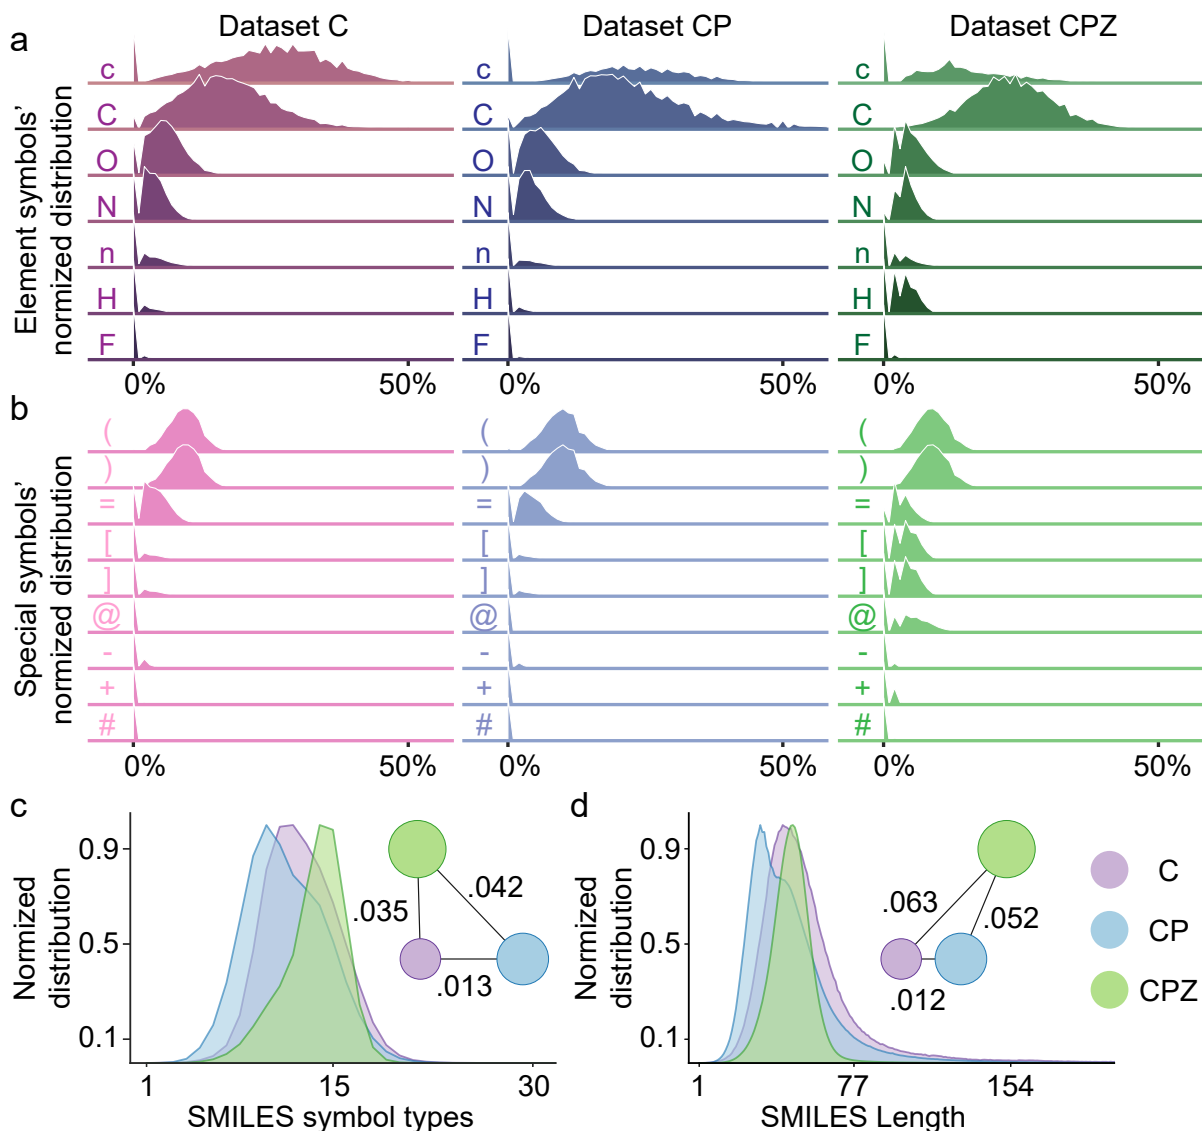 a
Dataset C
Dataset CP
Dataset CPZ
Element symbols'
normized distribution
c
C
O
N
n
H
F
c
C
O
N
n
H
F
c
C
O
N
n
H
F
0%
50%
0%
50%
0%
50%
b
Special symbols'
normized distribution
(
)
=
[
]
@
-
+
#
(
)
=
[
]
@
-
+
#
(
)
=
[
]
@
-
+
#
0%
50%
0%
50%
0%
50%
c
Normized
distribution
0.9
0.5
0.1
.035
.042
.013
1
15
30
SMILES symbol types
d
Normized
distribution
0.9
0.5
0.1
.063
.052
.012
1
77
154
SMILES Length
C
CP
CPZ